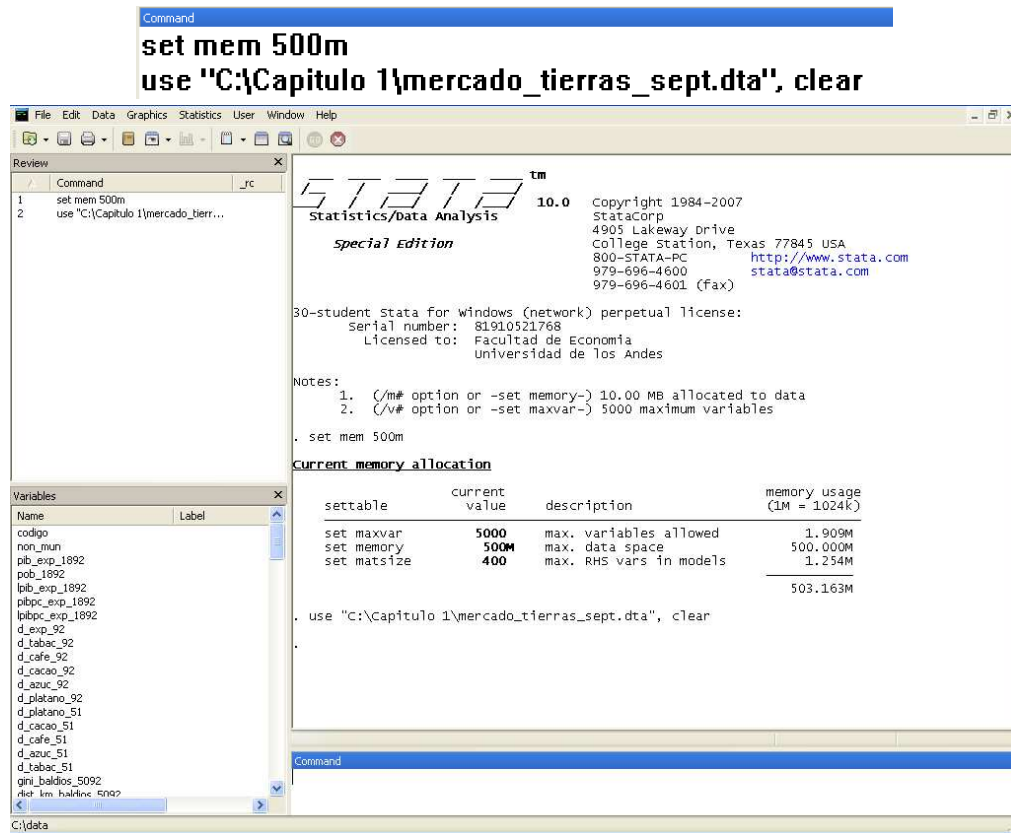 Command
set mem 500m
use "C:\Capitulo 1\mercado_tierras_sept.dta", clear
File Edit Data Graphics Statistics User Window Help
Review
Command _rc
1 set mem 500m
2 use "C:\Capitulo 1\mercado_tierr...
Variables
Name Label
codigo
non_mun
pib_exp_1892
pob_1892
lpib_exp_1892
pibpc_exp_1892
lpibpc_exp_1892
d_exp_92
d_tabac_92
d_cafe_92
d_cacao_92
d_azuc_92
d_platano_92
d_platano_51
d_cacao_51
d_cafe_51
d_azuc_51
d_tabac_51
gini_baldios_5092
dist_km_baldios_5092
STATA tm
10.0 Copyright 1984-2007
Statistics/Data Analysis StataCorp
4905 Lakeway Drive
Special Edition College Station, Texas 77845 USA
800-STATA-PC http://www.stata.com
979-696-4600 stata@stata.com
979-696-4601 (fax)
30-student Stata for Windows (network) perpetual license:
Serial number: 81910521768
Licensed to: Facultad de Economia
Universidad de los Andes
Notes:
1. (/m# option or -set memory-) 10.00 MB allocated to data
2. (/v# option or -set maxvar-) 5000 maximum variables
. set mem 500m
Current memory allocation
current memory usage
settable value description (1M = 1024k)
set maxvar 5000 max. variables allowed 1.909M
set memory 500M max. data space 500.000M
set matsize 400 max. RHS vars in models 1.254M
503.163M
. use "C:\Capitulo 1\mercado_tierras_sept.dta", clear
.
Command
C:\data